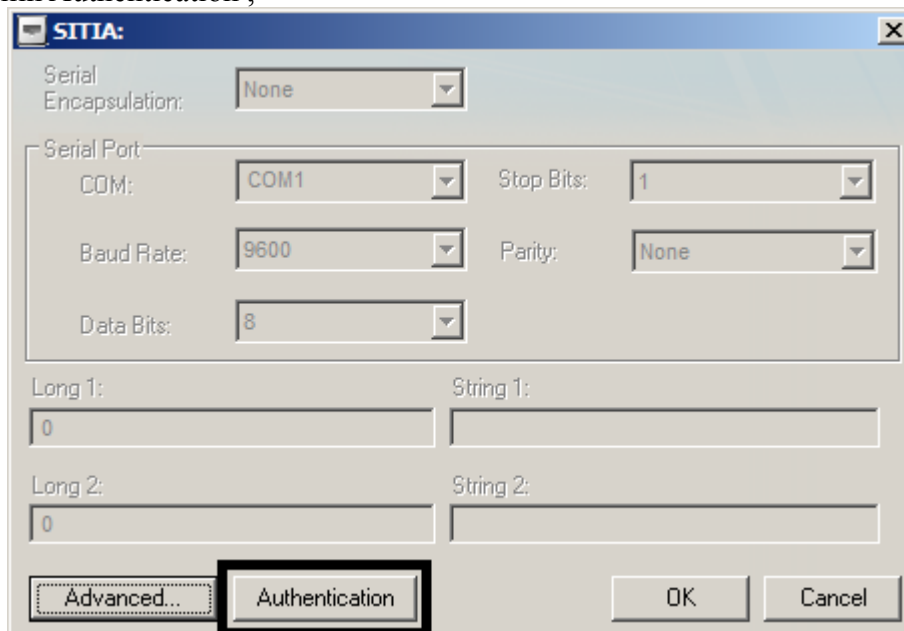 Authentication ,
SITIA:
Serial
Encapsulation:
None
Serial Port
COM:
COM1
Stop Bits:
1
Baud Rate:
9600
Parity:
None
Data Bits:
8
Long 1:
String 1:
0
Long 2:
String 2:
0
Advanced...
Authentication
OK
Cancel